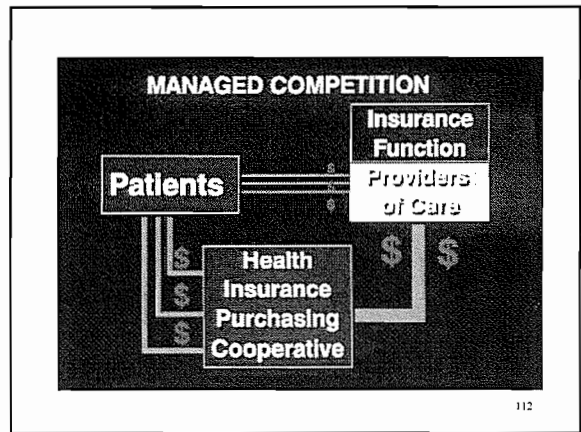 MANAGED COMPETITION
Insurance
Function
Patients
Providers
of Care
$
$
$
Health
Insurance
Purchasing
Cooperative
$
$
$
$ $
112